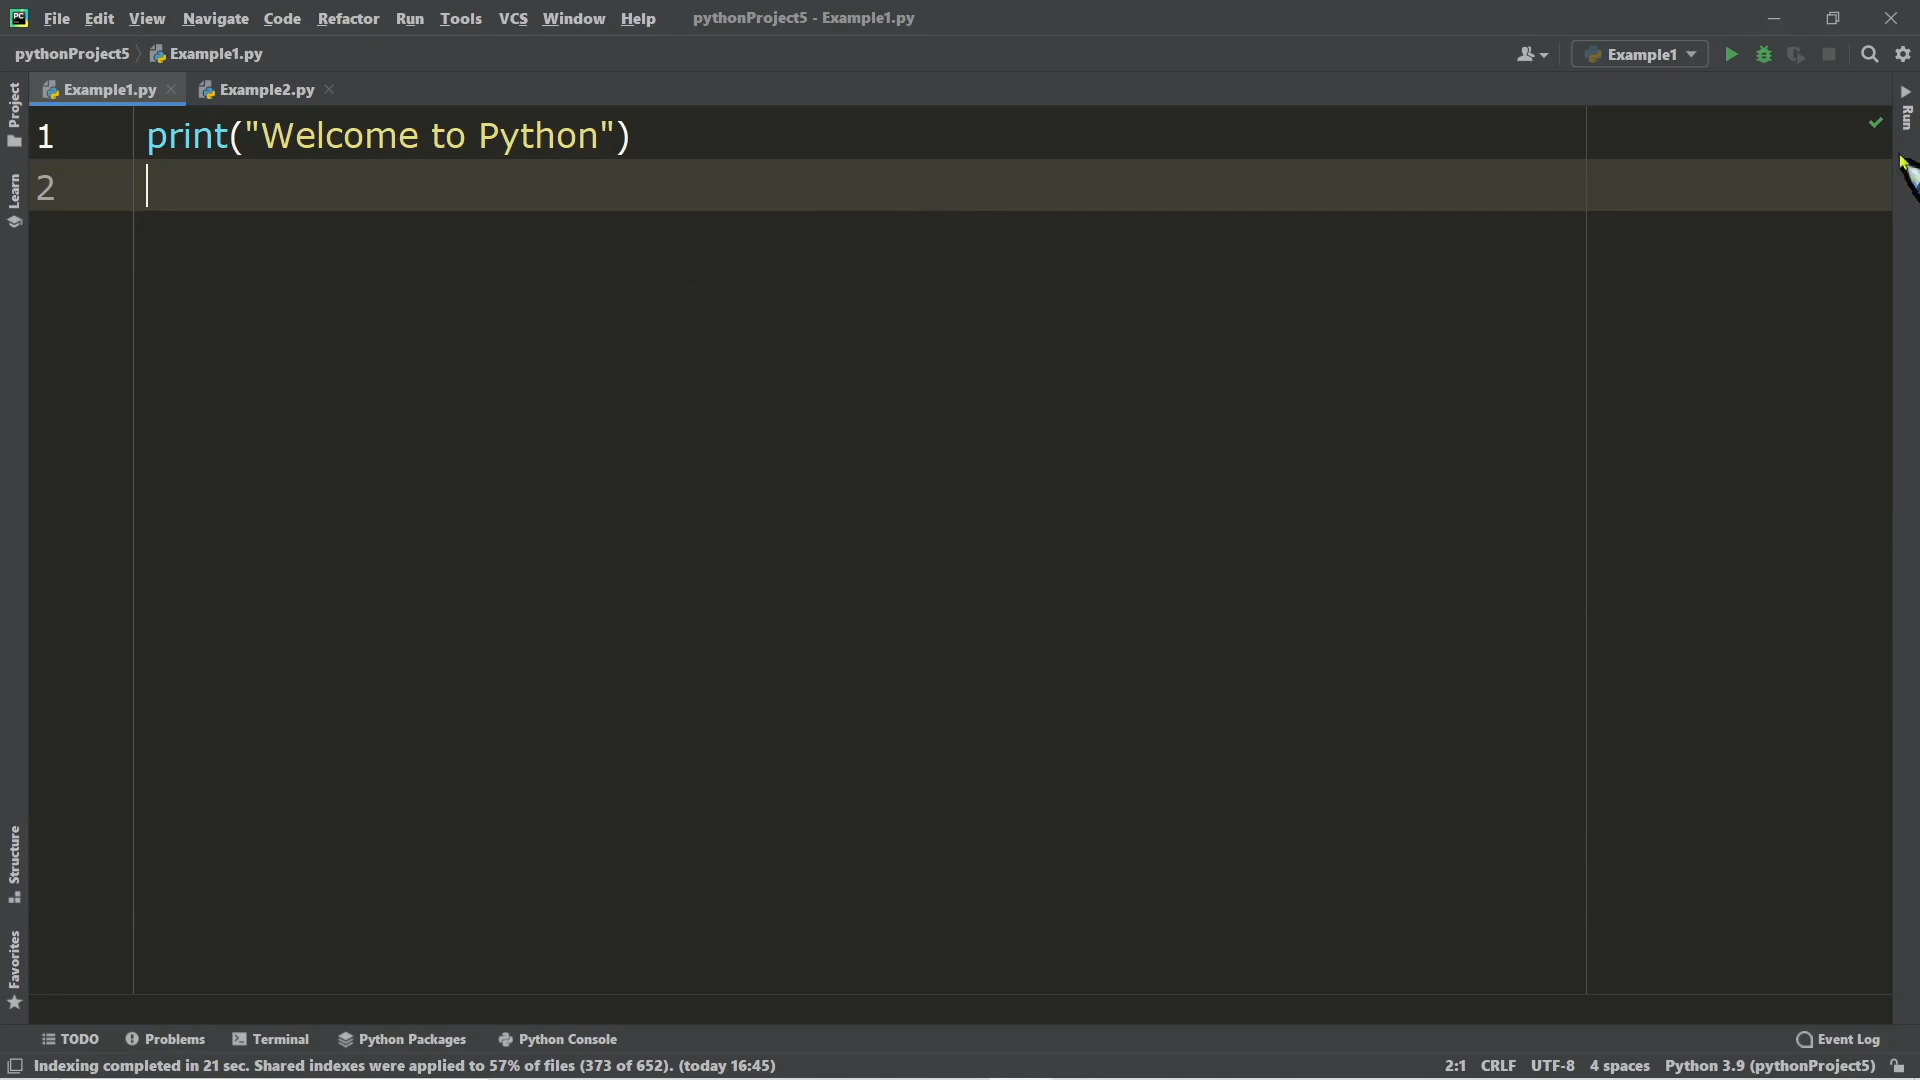 PC File Edit View Navigate Code Refactor Run Tools VCS Window Help pythonProject5 - Example1.py
pythonProject5 Example1.py Example1
Project Example1.py Example2.py Run
1 print("Welcome to Python")
2
Learn
Structure
Favorites
TODO Problems Terminal Python Packages Python Console Event Log
Indexing completed in 21 sec. Shared indexes were applied to 57% of files (373 of 652). (today 16:45) 2:1 CRLF UTF-8 4 spaces Python 3.9 (pythonProject5)